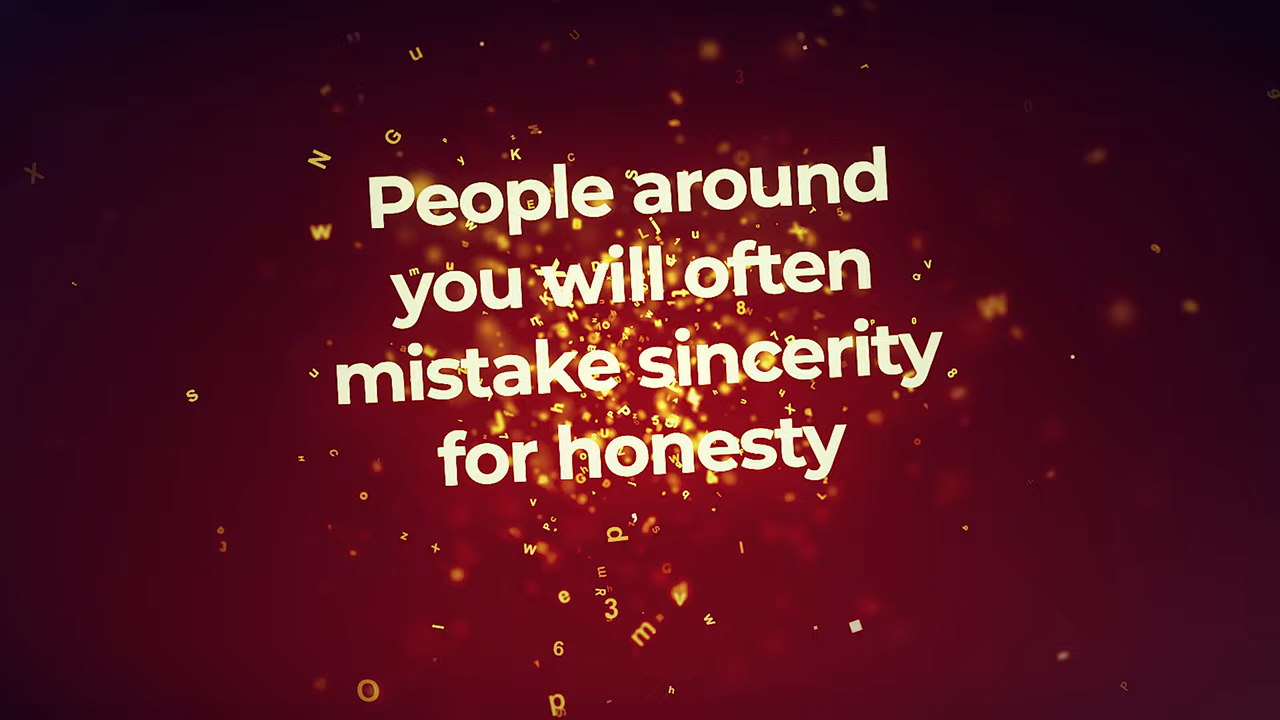 People around
you will often
mistake sincerity
for honesty